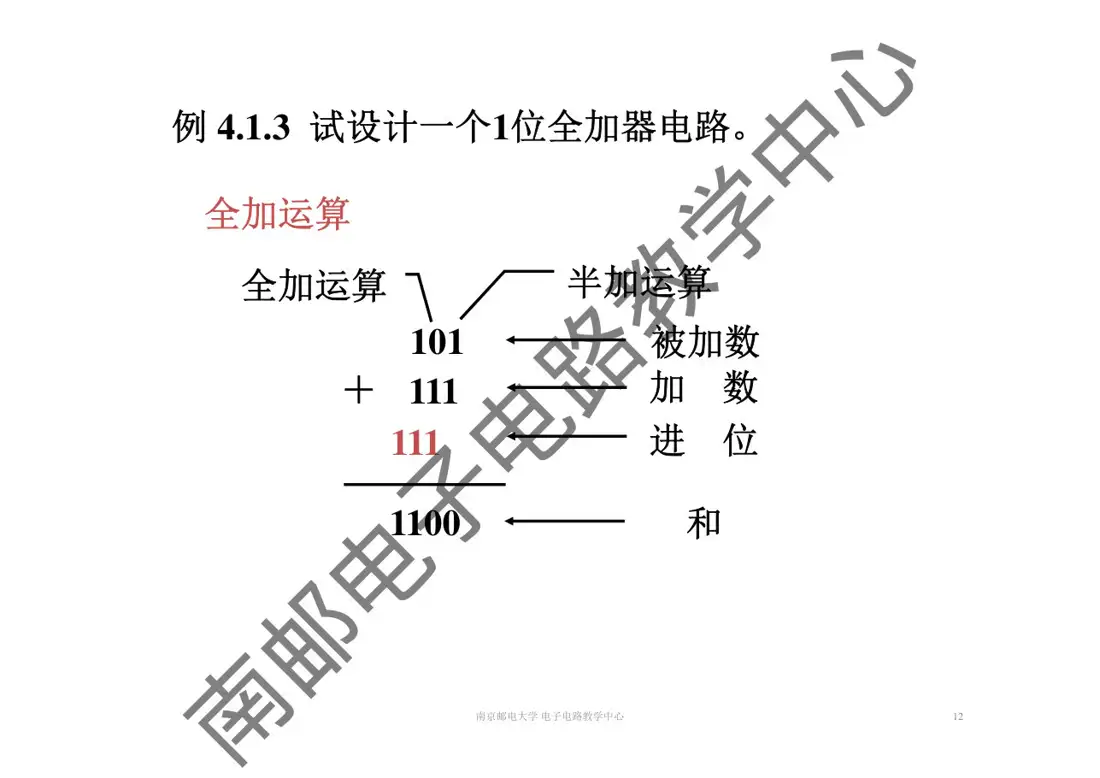 例 4.1.3 试设计一个1位全加器电路。
全加运算
全加运算 半加运算
101 被加数
＋ 111 加 数
111 进 位
1100 和
南邮电子电路教学中心
南京邮电大学 电子电路教学中心 12